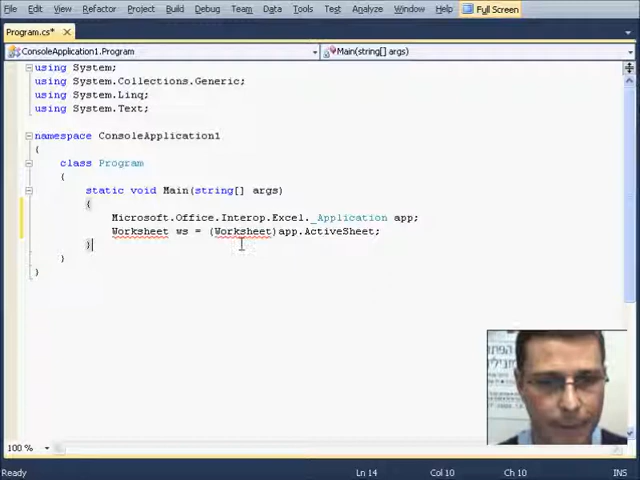 File Edit View Refactor Project Build Debug Team Data Tools Test Analyze Window Help Full Screen
Program.cs* ×
ConsoleApplication1.Program Main(string[] args)
using System;
using System.Collections.Generic;
using System.Linq;
using System.Text;
namespace ConsoleApplication1
{
class Program
{
static void Main(string[] args)
{
Microsoft.Office.Interop.Excel._Application app;
Worksheet ws = (Worksheet)app.ActiveSheet;
}
}
}
100 %
Ready Ln 14 Col 10 Ch 10 INS